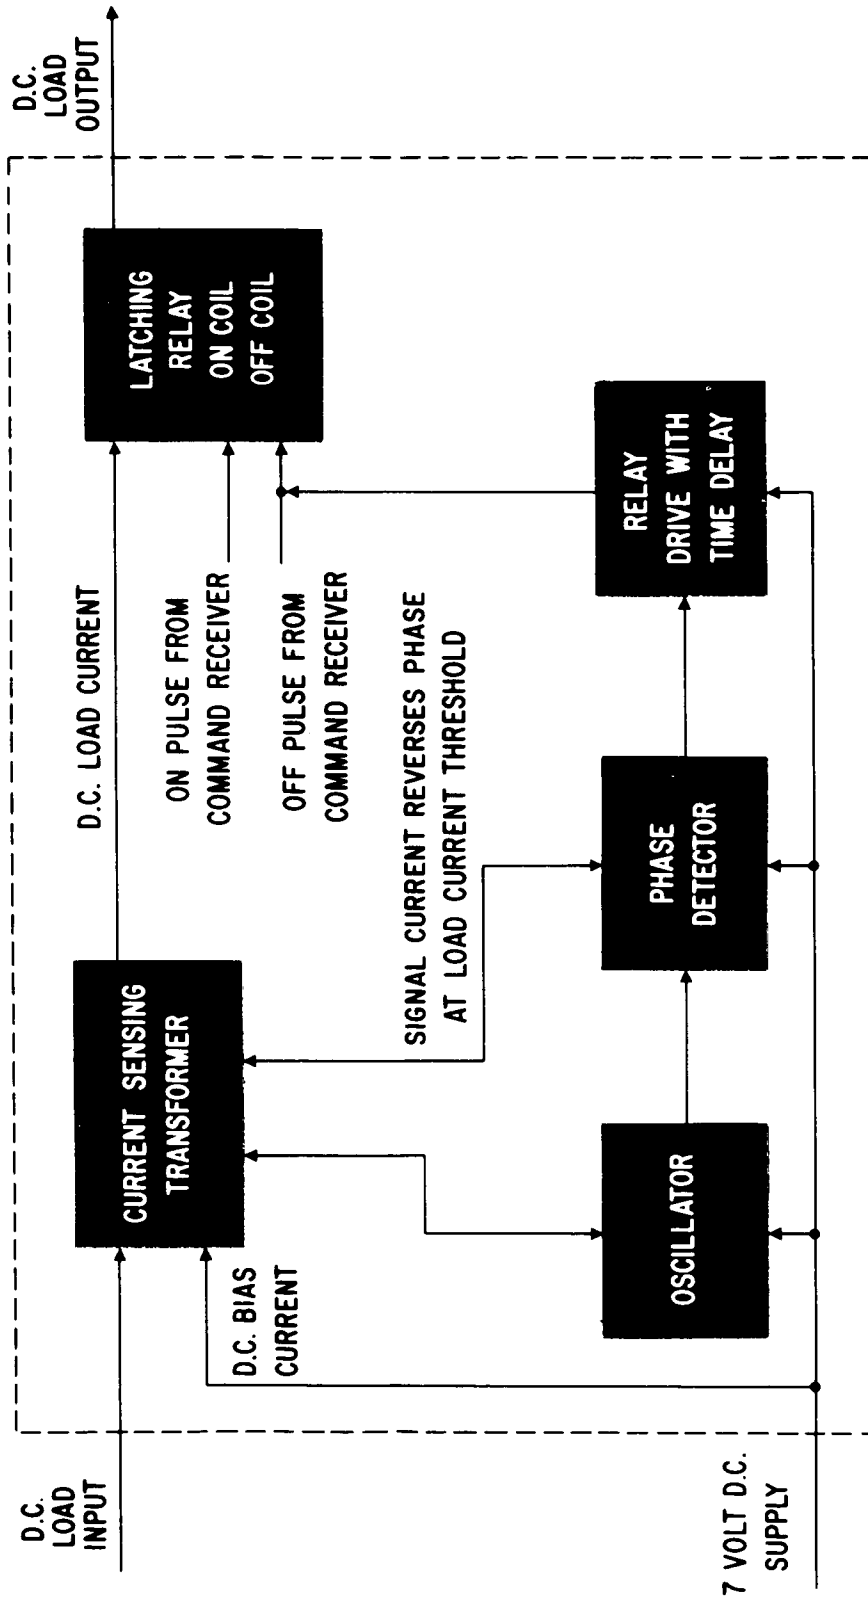 D.C.
LOAD
INPUT
CURRENT SENSING
TRANSFORMER
D.C. LOAD CURRENT
LATCHING
RELAY
ON COIL
OFF COIL
D.C.
LOAD
OUTPUT
ON PULSE FROM
COMMAND RECEIVER
OFF PULSE FROM
COMMAND RECEIVER
D.C. BIAS
CURRENT
SIGNAL CURRENT REVERSES PHASE
AT LOAD CURRENT THRESHOLD
OSCILLATOR
PHASE
DETECTOR
RELAY
DRIVE WITH
TIME DELAY
7 VOLT D.C.
SUPPLY